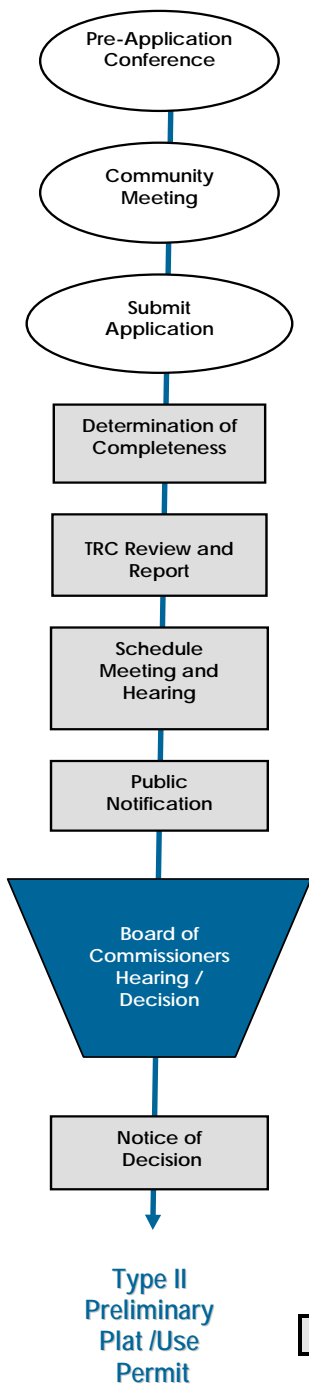 Pre-Application
Conference
Community
Meeting
Submit
Application
Determination of
Completeness
TRC Review and
Report
Schedule
Meeting and
Hearing
Public
Notification
Board of
Commissioners
Hearing /
Decision
Notice of
Decision
Type II
Preliminary
Plat /Use
Permit